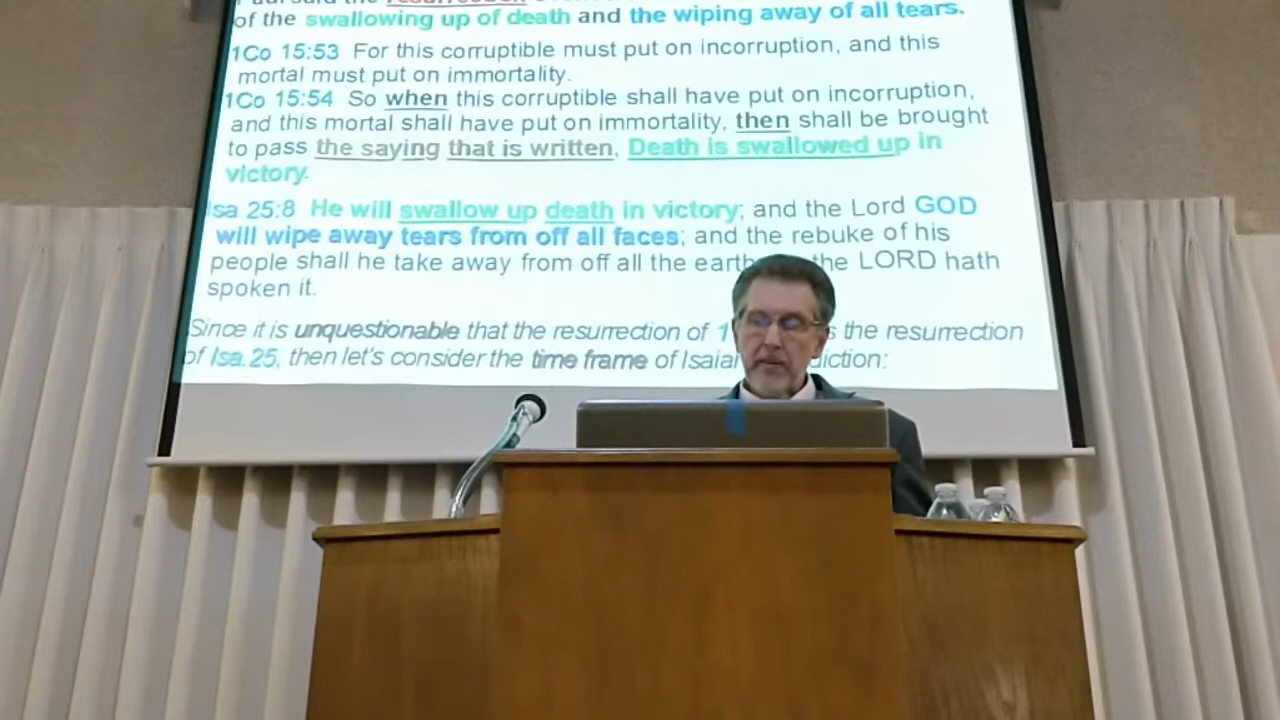 said the resurrection
of the swallowing up of death and the wiping away of all tears.
1Co 15:53 For this corruptible must put on incorruption, and this
mortal must put on immortality.
1Co 15:54 So when this corruptible shall have put on incorruption,
and this mortal shall have put on immortality, then shall be brought
to pass the saying that is written, Death is swallowed up in
victory.
Isa 25:8 He will swallow up death in victory; and the Lord GOD
will wipe away tears from off all faces; and the rebuke of his
people shall he take away from off all the earth the LORD hath
spoken it.
Since it is unquestionable that the resurrection of 1 s the resurrection
of Isa.25, then let's consider the time frame of Isaia diction: